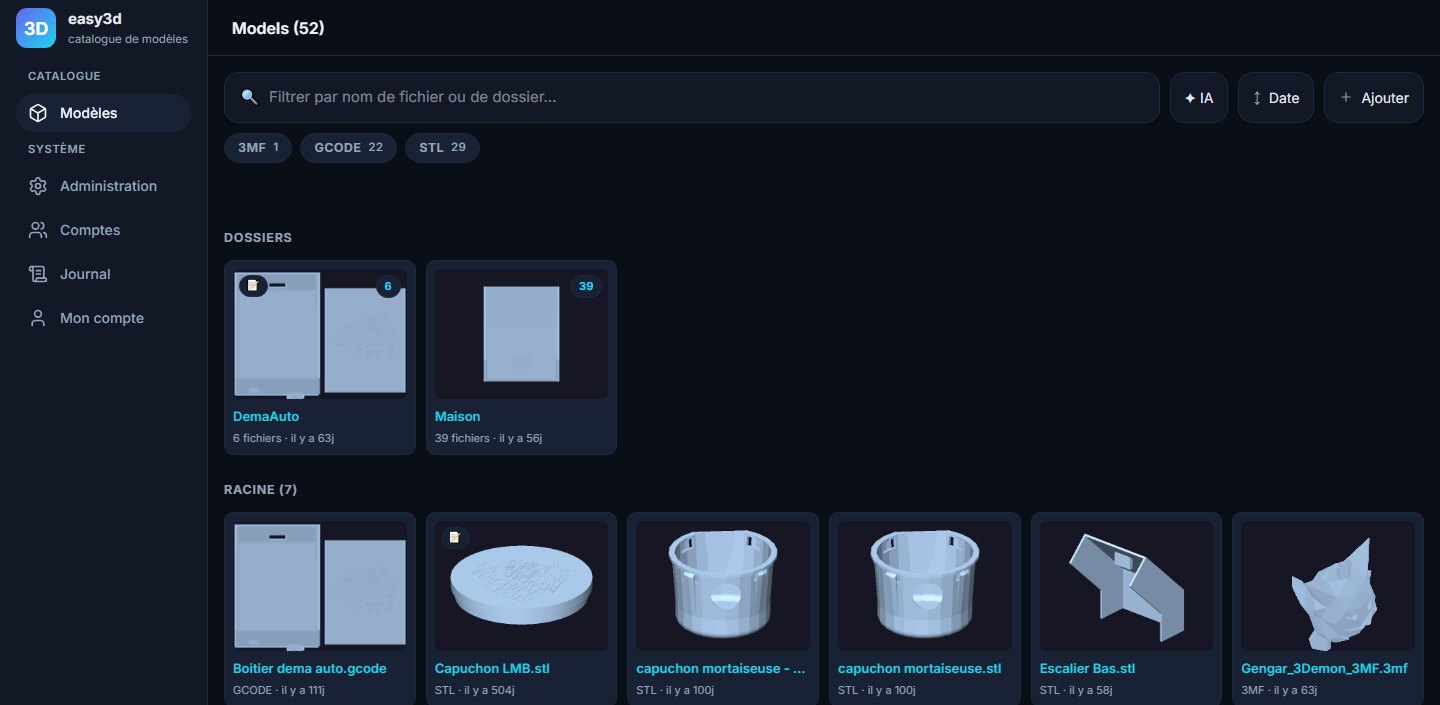 3D
easy3d
catalogue de modèles
CATALOGUE
Modèles
SYSTÈME
Administration
Comptes
Journal
Mon compte
Models (52)
Filtrer par nom de fichier ou de dossier...
IA
Date
Ajouter
3MF 1
GCODE 22
STL 29
DOSSIERS
6
DemaAuto
6 fichiers · il y a 63j
39
Maison
39 fichiers · il y a 56j
RACINE (7)
Boitier dema auto.gcode
GCODE · il y a 111j
Capuchon LMB.stl
STL · il y a 504j
capuchon mortaiseuse - ...
STL · il y a 100j
capuchon mortaiseuse.stl
STL · il y a 100j
Escalier Bas.stl
STL · il y a 58j
Gengar_3Demon_3MF.3mf
3MF · il y a 63j